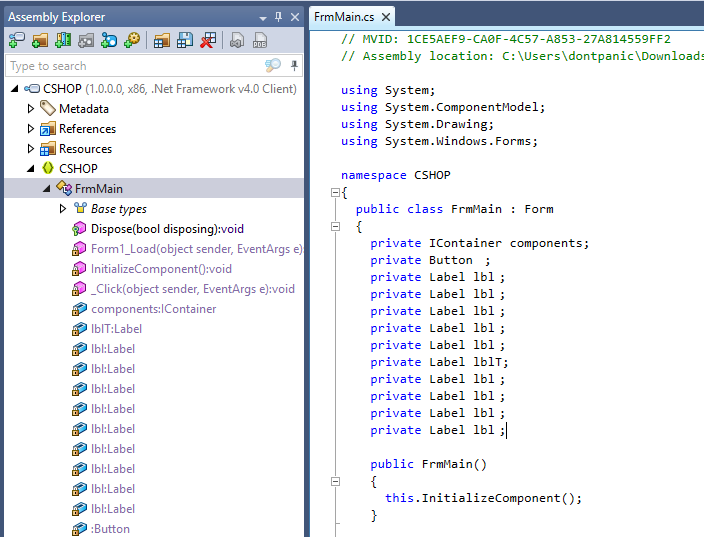 Assembly Explorer
Type to search
CSHOP (1.0.0.0, x86, .Net Framework v4.0 Client)
Metadata
References
Resources
CSHOP
FrmMain
Base types
Dispose(bool disposing):void
Form1_Load(object sender, EventArgs e):
InitializeComponent():void
_Click(object sender, EventArgs e):void
components:IContainer
lblT:Label
lbl:Label
lbl:Label
lbl:Label
lbl:Label
lbl:Label
lbl:Label
lbl:Label
lbl:Label
lbl:Label
:Button
FrmMain.cs
// MVID: 1CE5AEF9-CA0F-4C57-A853-27A814559FF2
// Assembly location: C:\Users\dontpanic\Downloads
using System;
using System.ComponentModel;
using System.Drawing;
using System.Windows.Forms;
namespace CSHOP
{
public class FrmMain : Form
{
private IContainer components;
private Button  ;
private Label lbl ;
private Label lbl ;
private Label lbl ;
private Label lbl ;
private Label lbl ;
private Label lblT;
private Label lbl ;
private Label lbl ;
private Label lbl ;
private Label lbl ;
public FrmMain()
{
this.InitializeComponent();
}